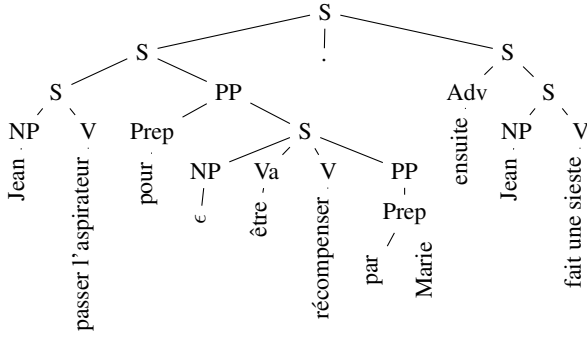 S
S . S
S PP Adv S
NP V Prep S ensuite NP V
Jean passer l'aspirateur pour NP Va V PP Jean fait une sieste
ϵ être récompenser Prep
par Marie